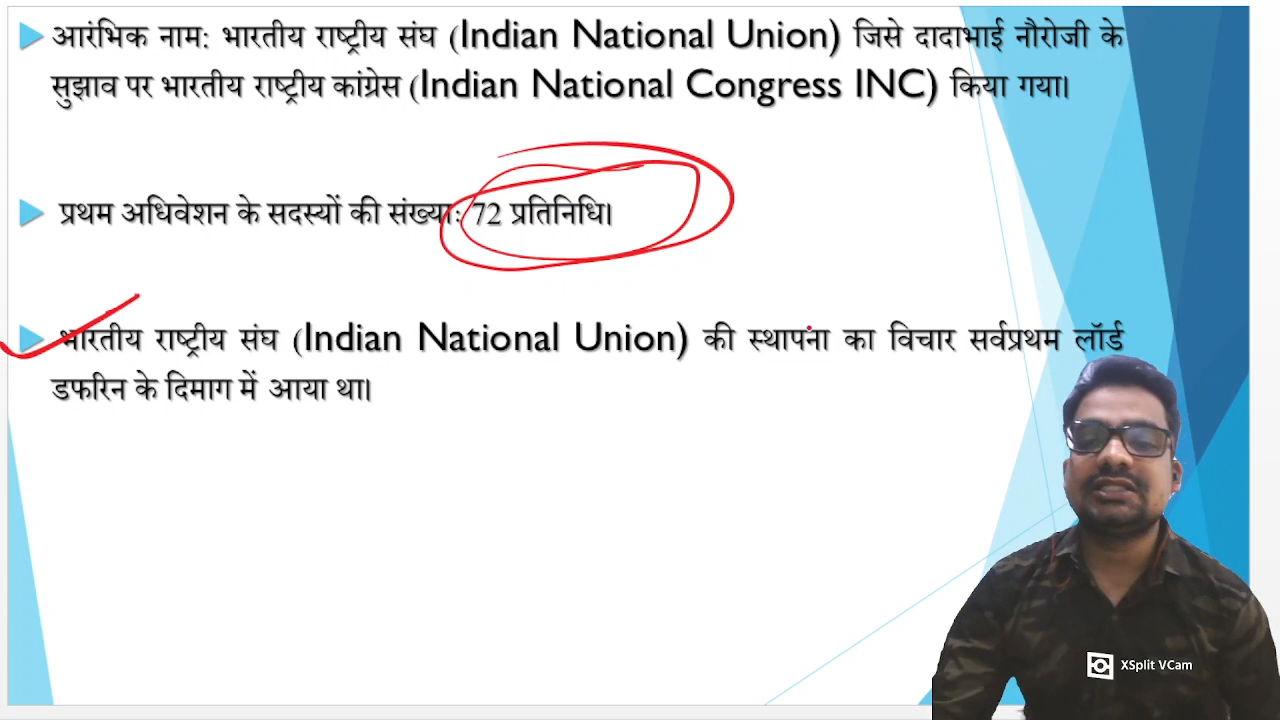 आरंभिक नाम: भारतीय राष्ट्रीय संघ (Indian National Union) जिसे दादाभाई नौरोजी के
सुझाव पर भारतीय राष्ट्रीय कांग्रेस (Indian National Congress INC) किया गया।
प्रथम अधिवेशन के सदस्यों की संख्या: 72 प्रतिनिधि।
भारतीय राष्ट्रीय संघ (Indian National Union) की स्थापना का विचार सर्वप्रथम लॉर्ड
डफरिन के दिमाग में आया था।
XSplit VCam